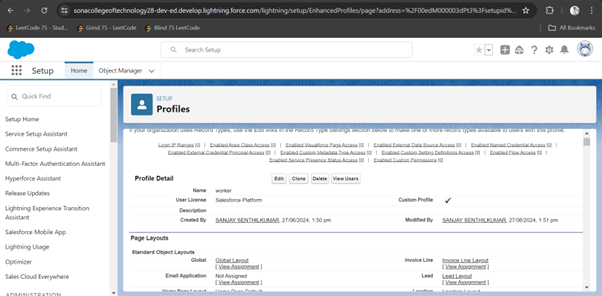 sonacollegeoftechnology28-dev-ed.develop.lightning.force.com/lightning/setup/EnhancedProfiles/page?address=%2F00edM000003dPt3%3Fsetupid%...
LeetCode 75 - Stud... Grind 75 - LeetCode Blind 75 LeetCode All Bookmarks
Search Setup
Setup Home Object Manager
Quick Find
Setup Home
Service Setup Assistant
Commerce Setup Assistant
Multi-Factor Authentication Assistant
Hyperforce Assistant
Release Updates
Lightning Experience Transition
Assistant
Salesforce Mobile App
Lightning Usage
Optimizer
Sales Cloud Everywhere
ADMINISTRATION
SETUP
Profiles
If your organization uses Record Types, use the Edit links in the Record Type Settings section below to make one or more record types available to users with this profile.
Login IP Ranges [0] | Enabled Apex Class Access [0] | Enabled Visualforce Page Access [0] | Enabled External Data Source Access [0] | Enabled Named Credential Access [0] |
Enabled External Credential Principal Access [0] | Enabled Custom Metadata Type Access [0] | Enabled Custom Setting Definitions Access [0] | Enabled Flow Access [0] |
Enabled Service Presence Status Access [0] | Enabled Custom Permissions [0]
Profile Detail Edit Clone Delete View Users
Name worker
User License Salesforce Platform Custom Profile ✓
Description
Created By SANJAY SENTHILKUMAR, 27/06/2024, 1:50 pm Modified By SANJAY SENTHILKUMAR, 27/06/2024, 1:51 pm
Page Layouts
Standard Object Layouts
Global Global Layout Invoice Line Invoice Line Layout
[ View Assignment ] [ View Assignment ]
Email Application Not Assigned Lead Lead Layout
[ View Assignment ] [ View Assignment ]
Home Page Layout Home Page Default Location Location Layout